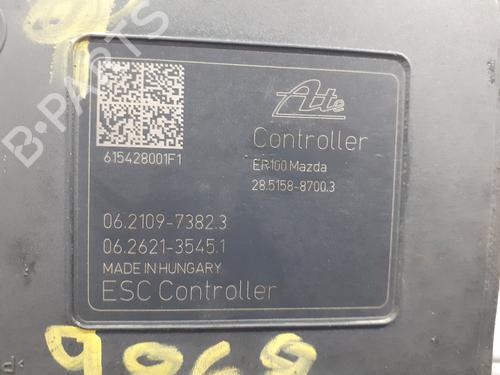 B-PARTS
Ate
615428001F1
Controller
ER100 Mazda
28.5158-8700.3
06.2109-7382.3
06.2621-3545.1
MADE IN HUNGARY
ESC Controller